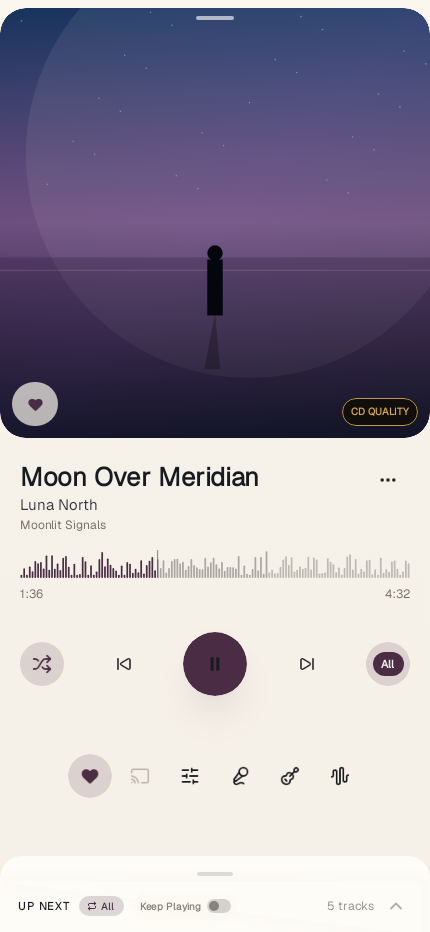 CD QUALITY
Moon Over Meridian
Luna North
Moonlit Signals
1:36 4:32
All
UP NEXT All Keep Playing 5 tracks